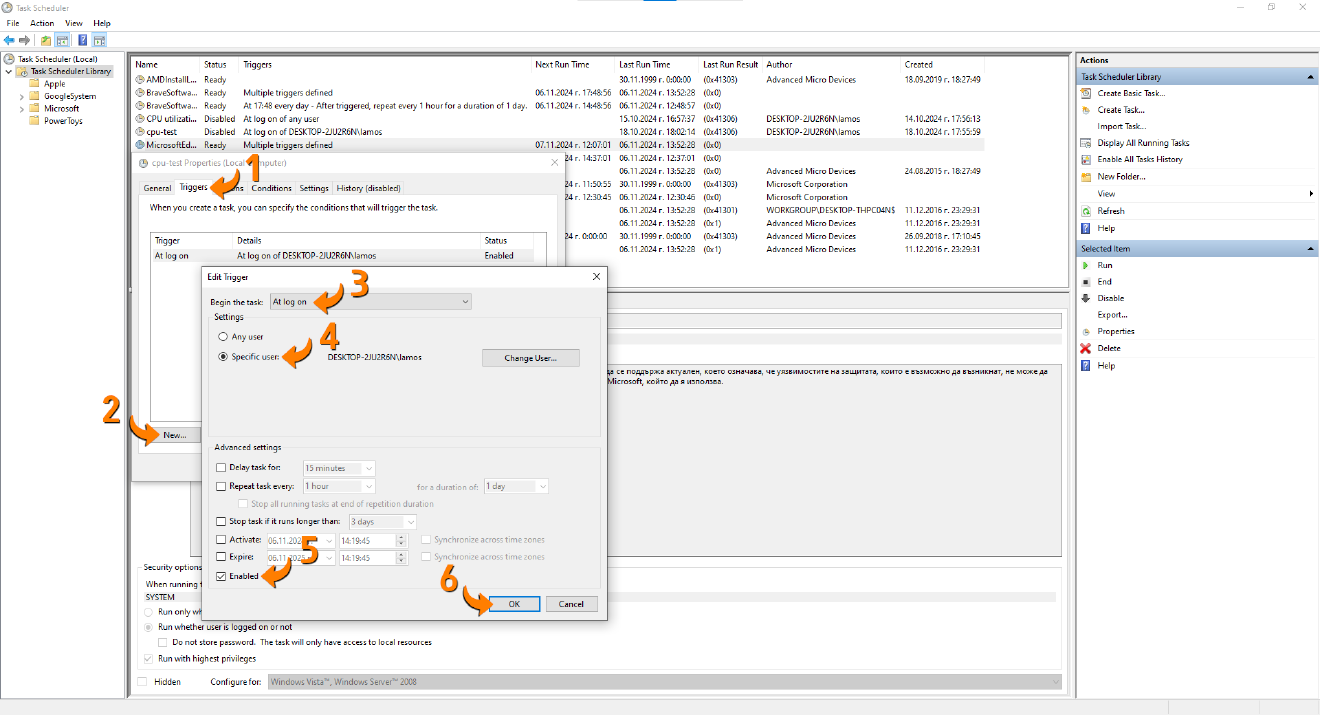 Task Scheduler
File Action View Help
Task Scheduler (Local)
Task Scheduler Library
Apple
GoogleSystem
Microsoft
PowerToys
Name Status Triggers Next Run Time Last Run Time Last Run Result Author Created
AMDInstallL... Ready 30.11.1999 г. 0:00:00 (0x41303) Advanced Micro Devices 18.09.2019 г. 18:27:49
BraveSoftwa... Ready Multiple triggers defined 06.11.2024 г. 17:48:56 06.11.2024 г. 13:52:28 (0x0)
BraveSoftwa... Ready At 17:48 every day - After triggered, repeat every 1 hour for a duration of 1 day. 06.11.2024 г. 14:48:56 06.11.2024 г. 12:48:57 (0x0)
CPU utilizati... Disabled At log on of any user 15.10.2024 г. 16:57:37 (0x41306) DESKTOP-2JU2R6N\lamos 14.10.2024 г. 17:56:13
cpu-test Disabled At log on of DESKTOP-2JU2R6N\lamos 18.10.2024 г. 18:02:14 (0x41306) DESKTOP-2JU2R6N\lamos 18.10.2024 г. 17:55:59
MicrosoftEd... Ready Multiple triggers defined 07.11.2024 г. 12:07:01 06.11.2024 г. 13:52:28 (0x0)
24 г. 14:37:01 06.11.2024 г. 12:37:01 (0x0)
06.11.2024 г. 13:52:28 (0x0) Advanced Micro Devices 24.08.2015 г. 18:27:49
24 г. 11:50:55 30.11.1999 г. 0:00:00 (0x41303) Microsoft Corporation
24 г. 12:30:45 06.11.2024 г. 12:30:46 (0x0) Microsoft Corporation
06.11.2024 г. 13:52:28 (0x41301) WORKGROUP\DESKTOP-THPC04N$ 11.12.2016 г. 23:29:31
06.11.2024 г. 13:52:28 (0x1) Advanced Micro Devices 11.12.2016 г. 23:29:31
24 г. 0:00:00 30.11.1999 г. 0:00:00 (0x41303) Advanced Micro Devices 26.09.2018 г. 17:10:45
06.11.2024 г. 13:52:28 (0x1) Advanced Micro Devices 11.12.2016 г. 23:29:31
cpu-test Properties (Local Computer)
1
General Triggers Conditions Settings History (disabled)
When you create a task, you can specify the conditions that will trigger the task.
Trigger Details Status
At log on At log on of DESKTOP-2JU2R6N\lamos Enabled
2
New...
Edit Trigger
Begin the task: At log on
3
Settings
Any user
4
Specific user: DESKTOP-2JU2R6N\lamos Change User...
Advanced settings
Delay task for: 15 minutes
Repeat task every: 1 hour for a duration of: 1 day
Stop all running tasks at end of repetition duration
Stop task if it runs longer than: 3 days
Activate: 14:19:45 Synchronize across time zones
5
Expire: 14:19:45 Synchronize across time zones
Enabled
6
OK Cancel
да се поддържа актуален, което означава, че уязвимостите на защитата, които е възможно да възникнат, не може да
Microsoft, който да я използва.
Security options
When running t
SYSTEM
Run only
Run whether user is logged on or not
Do not store password. The task will only have access to local resources
Run with highest privileges
Hidden Configure for: Windows Vista™, Windows Server™ 2008
Actions
Task Scheduler Library
Create Basic Task...
Create Task...
Import Task...
Display All Running Tasks
Enable All Tasks History
New Folder...
View
Refresh
Help
Selected Item
Run
End
Disable
Export...
Properties
Delete
Help